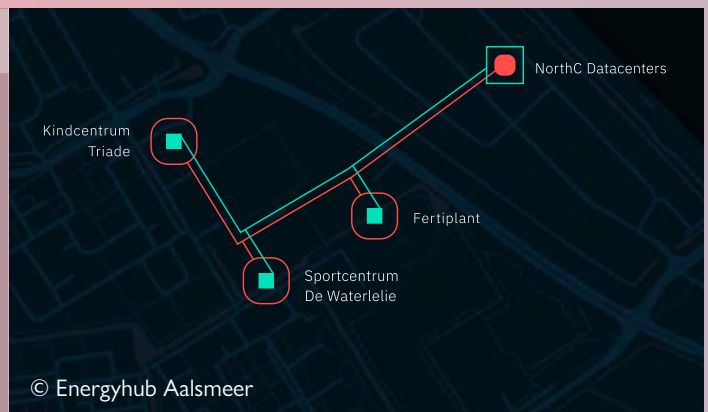 NorthC Datacenters
Kindcentrum
Triade
Fertiplant
Sportcentrum
De Waterlelie
© Energyhub Aalsmeer